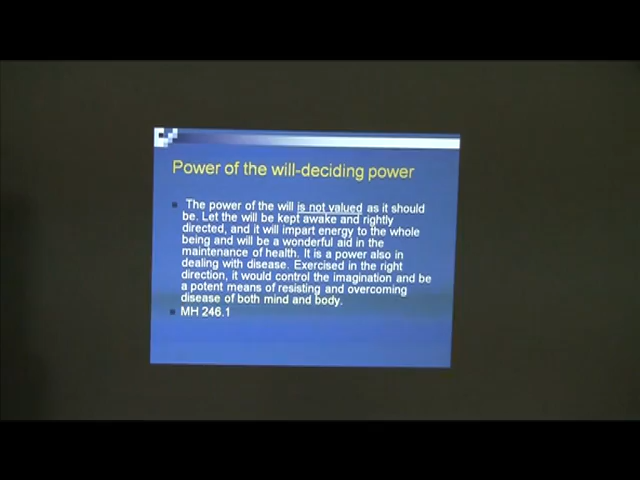 Power of the will-deciding power
The power of the will is not valued as it should
be. Let the will be kept awake and rightly
directed, and it will impart energy to the whole
being and will be a wonderful aid in the
maintenance of health. It is a power also in
dealing with disease. Exercised in the right
direction, it would control the imagination and be
a potent means of resisting and overcoming
disease of both mind and body.
MH 246.1